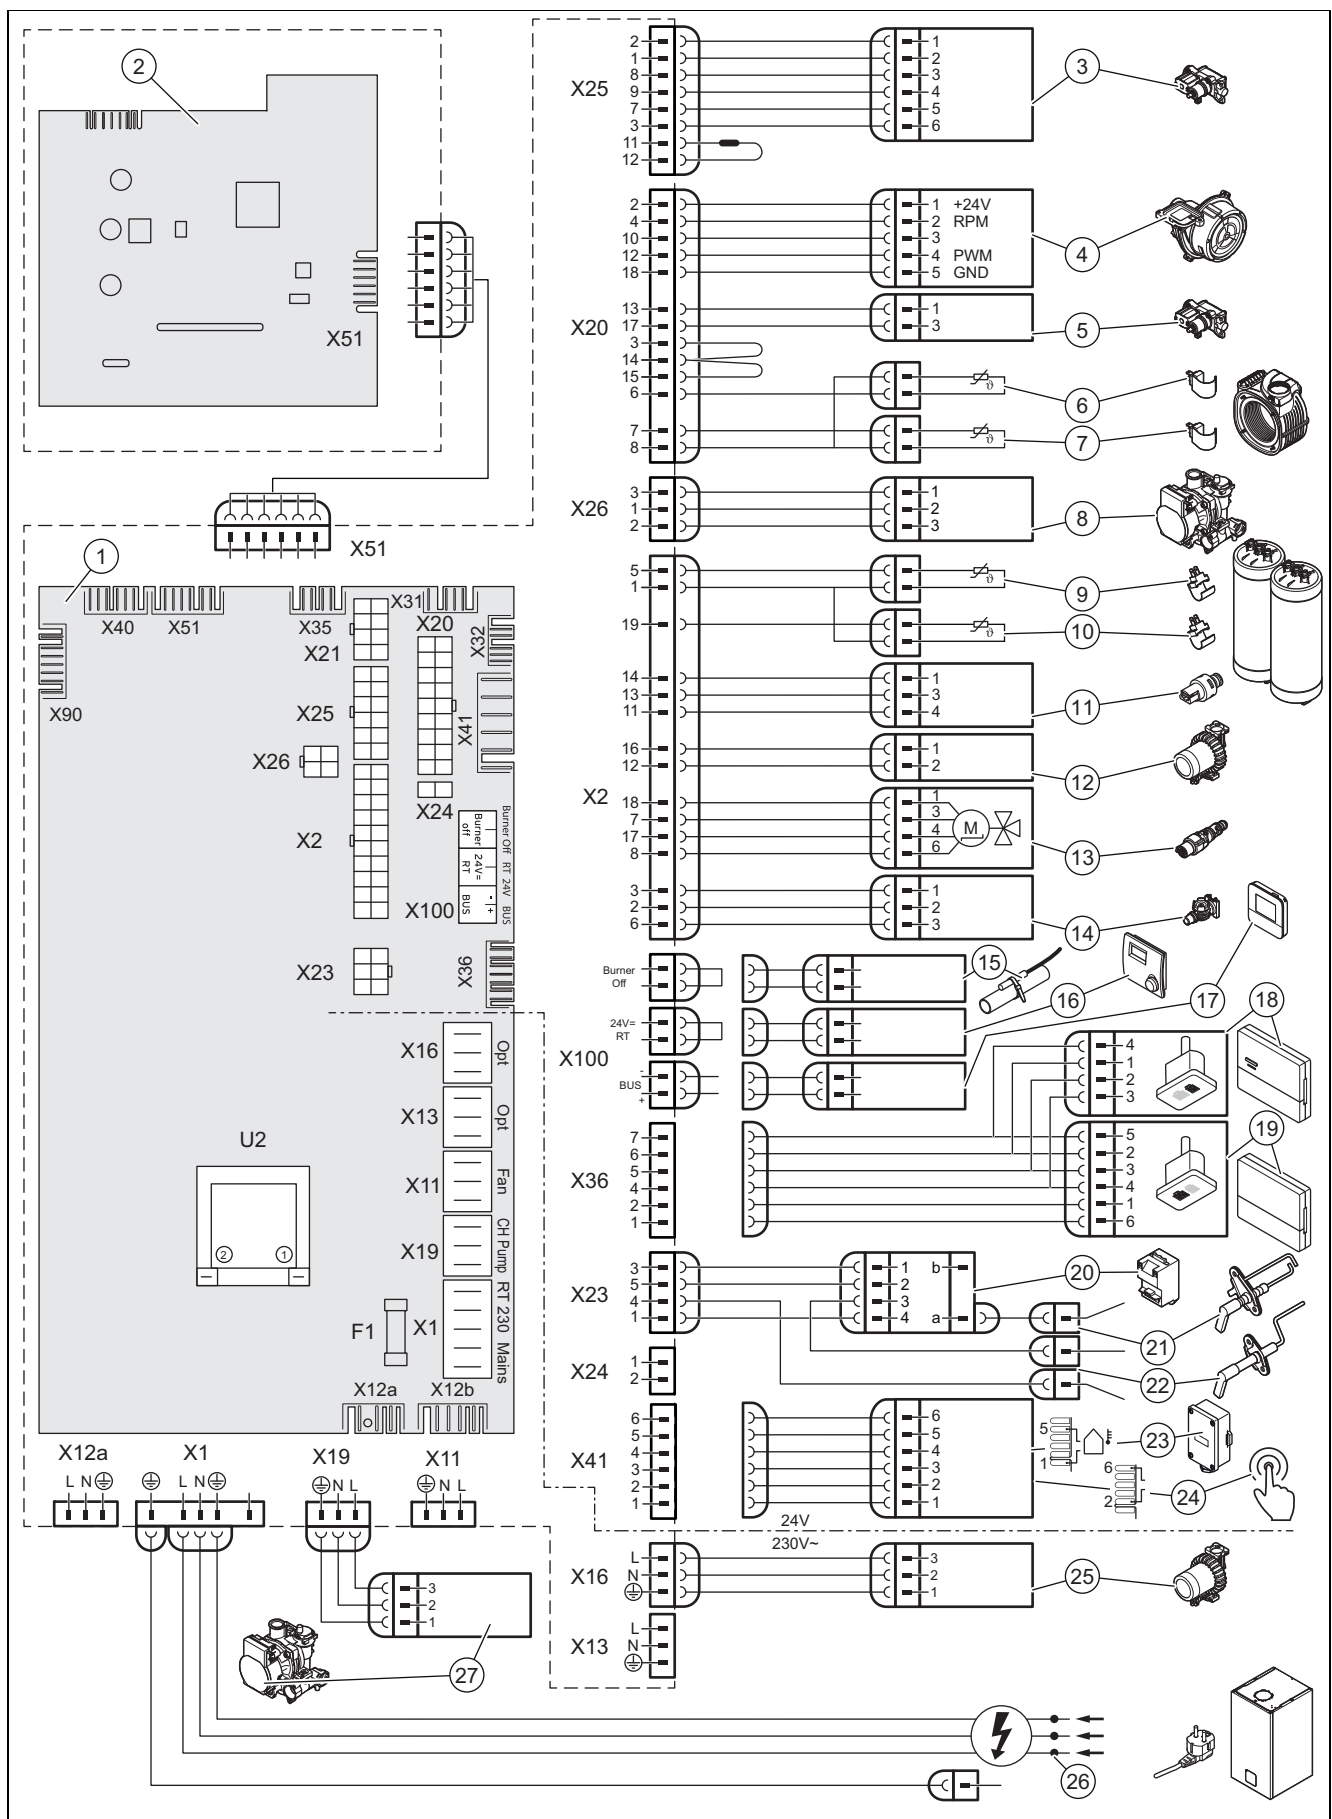 2
X51
X51
1
X40
X51
X35
X31
X20
X32
X21
X90
X25
X41
X26
X24
X2
X100
Burner off
24V= RT
BUS - +
Burner Off RT 24V BUS
X23
X36
X16
Opt
X13
Opt
U2
2
1
X11
Fan
X19
CH Pump
F1
X1
RT 230 Mains
X12a
X12b
X12a
X1
X19
X11
L N
L N
N L
N L
3
2
1
27
X25
2
1
8
9
7
3
11
12
1
2
3
4
5
6
3
X20
2
4
10
12
18
1 +24V
2 RPM
3
4 PWM
5 GND
4
13
17
3
14
15
6
7
8
1
3
5
ϑ
6
ϑ
7
X26
3
1
2
1
2
3
8
X2
5
1
19
ϑ
9
ϑ
10
14
13
11
1
3
4
11
16
12
1
2
12
18
7
17
8
1
3
4
6
M
13
3
2
6
1
2
3
14
X100
Burner
Off
15
24V=
RT
16
-
BUS
+
17
X36
7
6
5
4
2
1
4
1
2
3
18
5
2
3
4
1
6
19
X23
3
5
4
1
1
2
3
4
b
a
20
21
22
X24
1
2
X41
6
5
4
3
2
1
6
5
4
3
2
1
5
1
23
6
2
24
24V
230V~
X16
L
N
3
2
1
25
X13
L
N
26